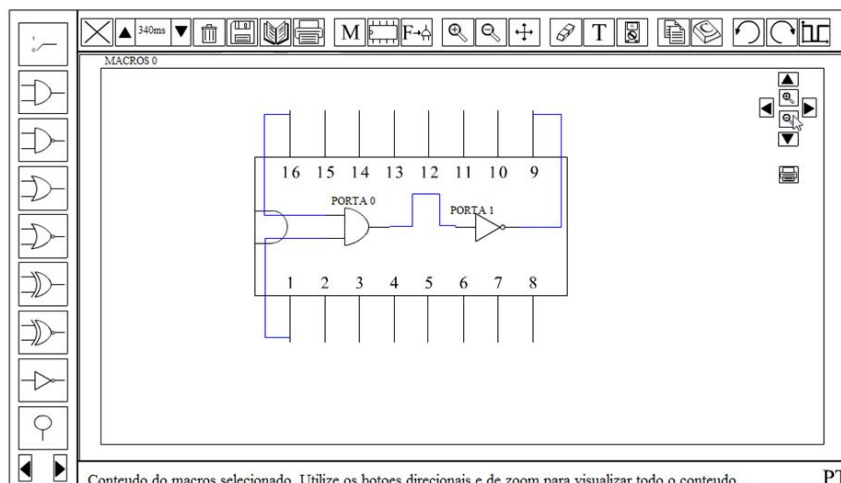 340ms
M
F
T
MACROS 0
16 15 14 13 12 11 10 9
PORTA 0
PORTA 1
1 2 3 4 5 6 7 8
Conteudo do macros selecionado. Utilize os botoes direcionais e de zoom para visualizar todo o conteudo.
PT